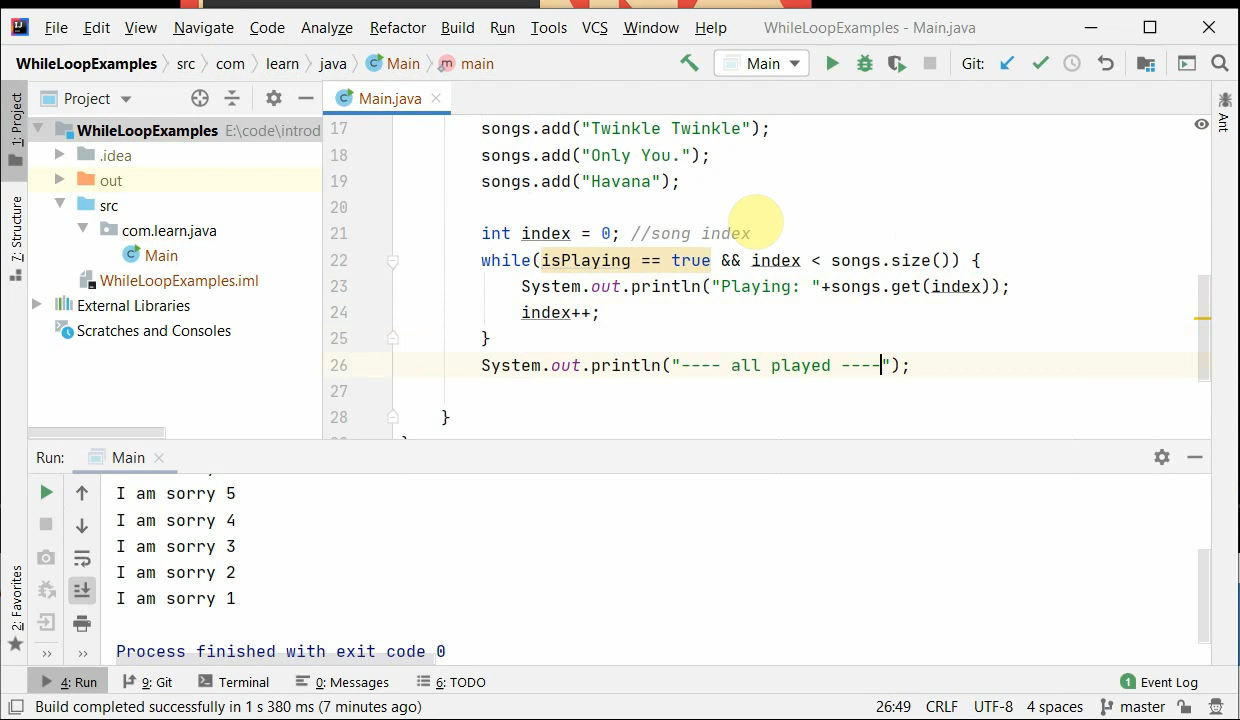 File Edit View Navigate Code Analyze Refactor Build Run Tools VCS Window Help WhileLoopExamples - Main.java
WhileLoopExamples src com learn java Main main Main Git:
1: Project
Project
Main.java
WhileLoopExamples E:\code\introd
.idea
out
src
com.learn.java
Main
WhileLoopExamples.iml
External Libraries
Scratches and Consoles
7: Structure
2: Favorites
Ant
17 songs.add("Twinkle Twinkle");
18 songs.add("Only You.");
19 songs.add("Havana");
20
21 int index = 0; //song index
22 while(isPlaying == true && index < songs.size()) {
23 System.out.println("Playing: "+songs.get(index));
24 index++;
25 }
26 System.out.println("---- all played ----");
27
28 }
Run: Main
I am sorry 5
I am sorry 4
I am sorry 3
I am sorry 2
I am sorry 1
Process finished with exit code 0
4: Run 9: Git Terminal 0: Messages 6: TODO 1 Event Log
Build completed successfully in 1 s 380 ms (7 minutes ago) 26:49 CRLF UTF-8 4 spaces master